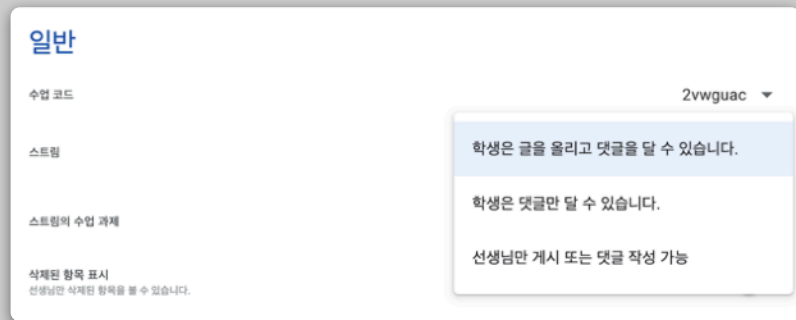 일반
수업 코드
2vwguac
스트림
학생은 글을 올리고 댓글을 달 수 있습니다.
학생은 댓글만 달 수 있습니다.
스트림의 수업 과제
선생님만 게시 또는 댓글 작성 가능
삭제된 항목 표시
선생님만 삭제된 항목을 볼 수 있습니다.